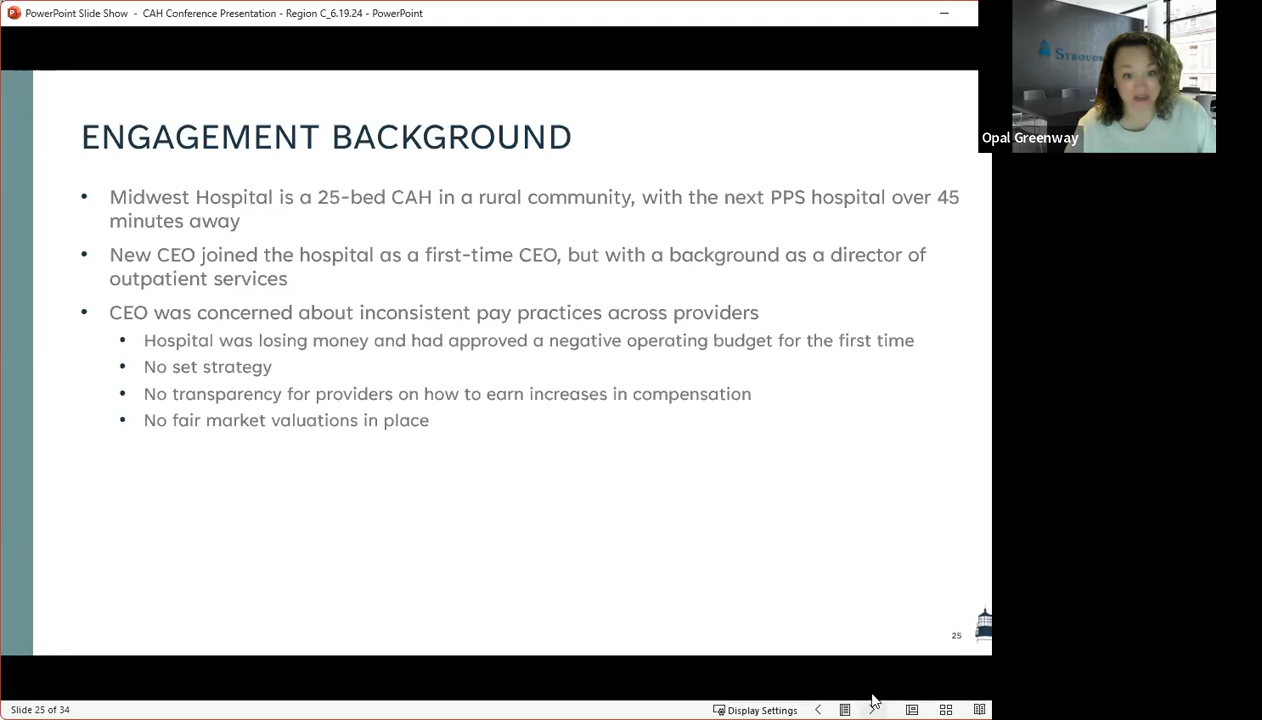 PowerPoint Slide Show - CAH Conference Presentation - Region C_6.19.24 - PowerPoint
Opal Greenway
ENGAGEMENT BACKGROUND
• Midwest Hospital is a 25-bed CAH in a rural community, with the next PPS hospital over 45
minutes away
• New CEO joined the hospital as a first-time CEO, but with a background as a director of
outpatient services
• CEO was concerned about inconsistent pay practices across providers
• Hospital was losing money and had approved a negative operating budget for the first time
• No set strategy
• No transparency for providers on how to earn increases in compensation
• No fair market valuations in place
25
Slide 25 of 34
Display Settings